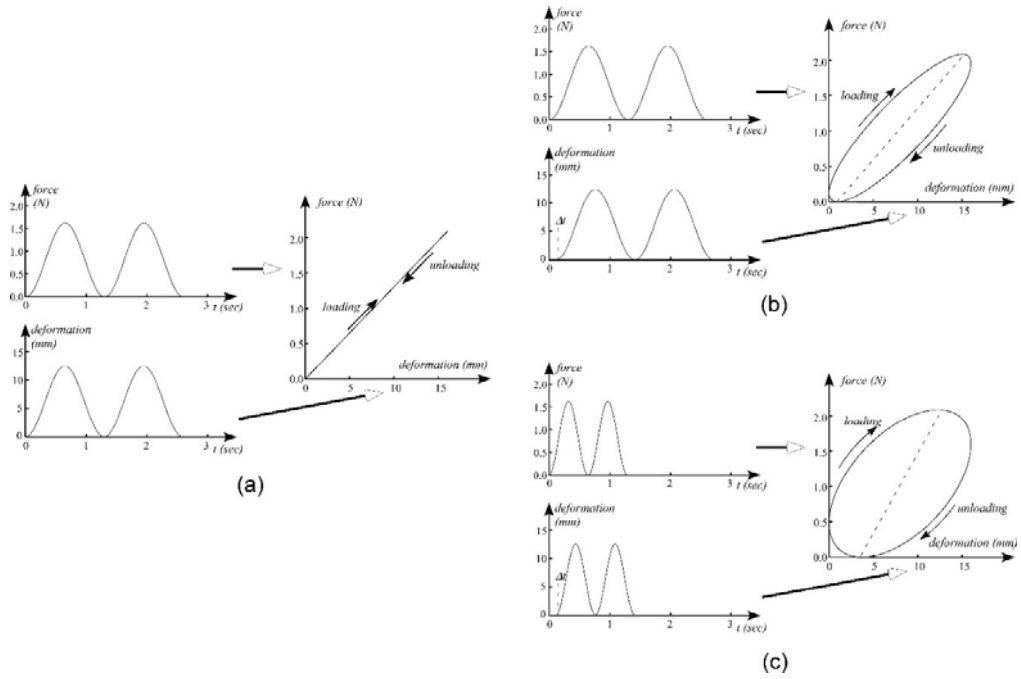 force
(N)
2.0
1.5
1.0
0.5
0.0
0
1
2
3
t (sec)
deformation
(mm)
15
10
5
0
0
1
2
3
t (sec)
force (N)
2.0
1.5
1.0
0.5
0.0
0
5
10
15
deformation (mm)
loading
unloading
(a)
force
(N)
2.0
1.5
1.0
0.5
0.0
0
1
2
3
t (sec)
deformation
(mm)
15
10
5
0
Δt
0
1
2
3
t (sec)
force (N)
2.0
1.5
1.0
0.5
0.0
0
5
10
15
deformation (mm)
loading
unloading
(b)
force
(N)
2.0
1.5
1.0
0.5
0.0
0
1
2
3
t (sec)
deformation
(mm)
15
10
5
0
Δt
0
1
2
3
t (sec)
force (N)
2.0
1.5
1.0
0.5
0.0
0
5
10
15
deformation (mm)
loading
unloading
(c)